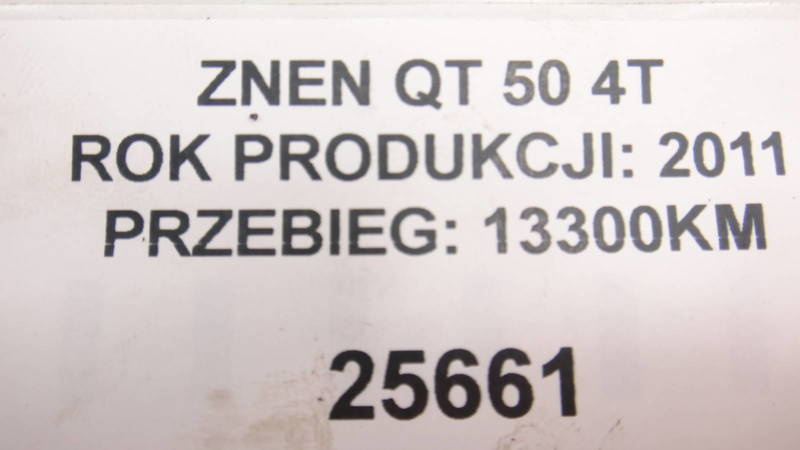 ZNEN QT 50 4T
ROK PRODUKCJI: 2011
PRZEBIEG: 13300KM
25661